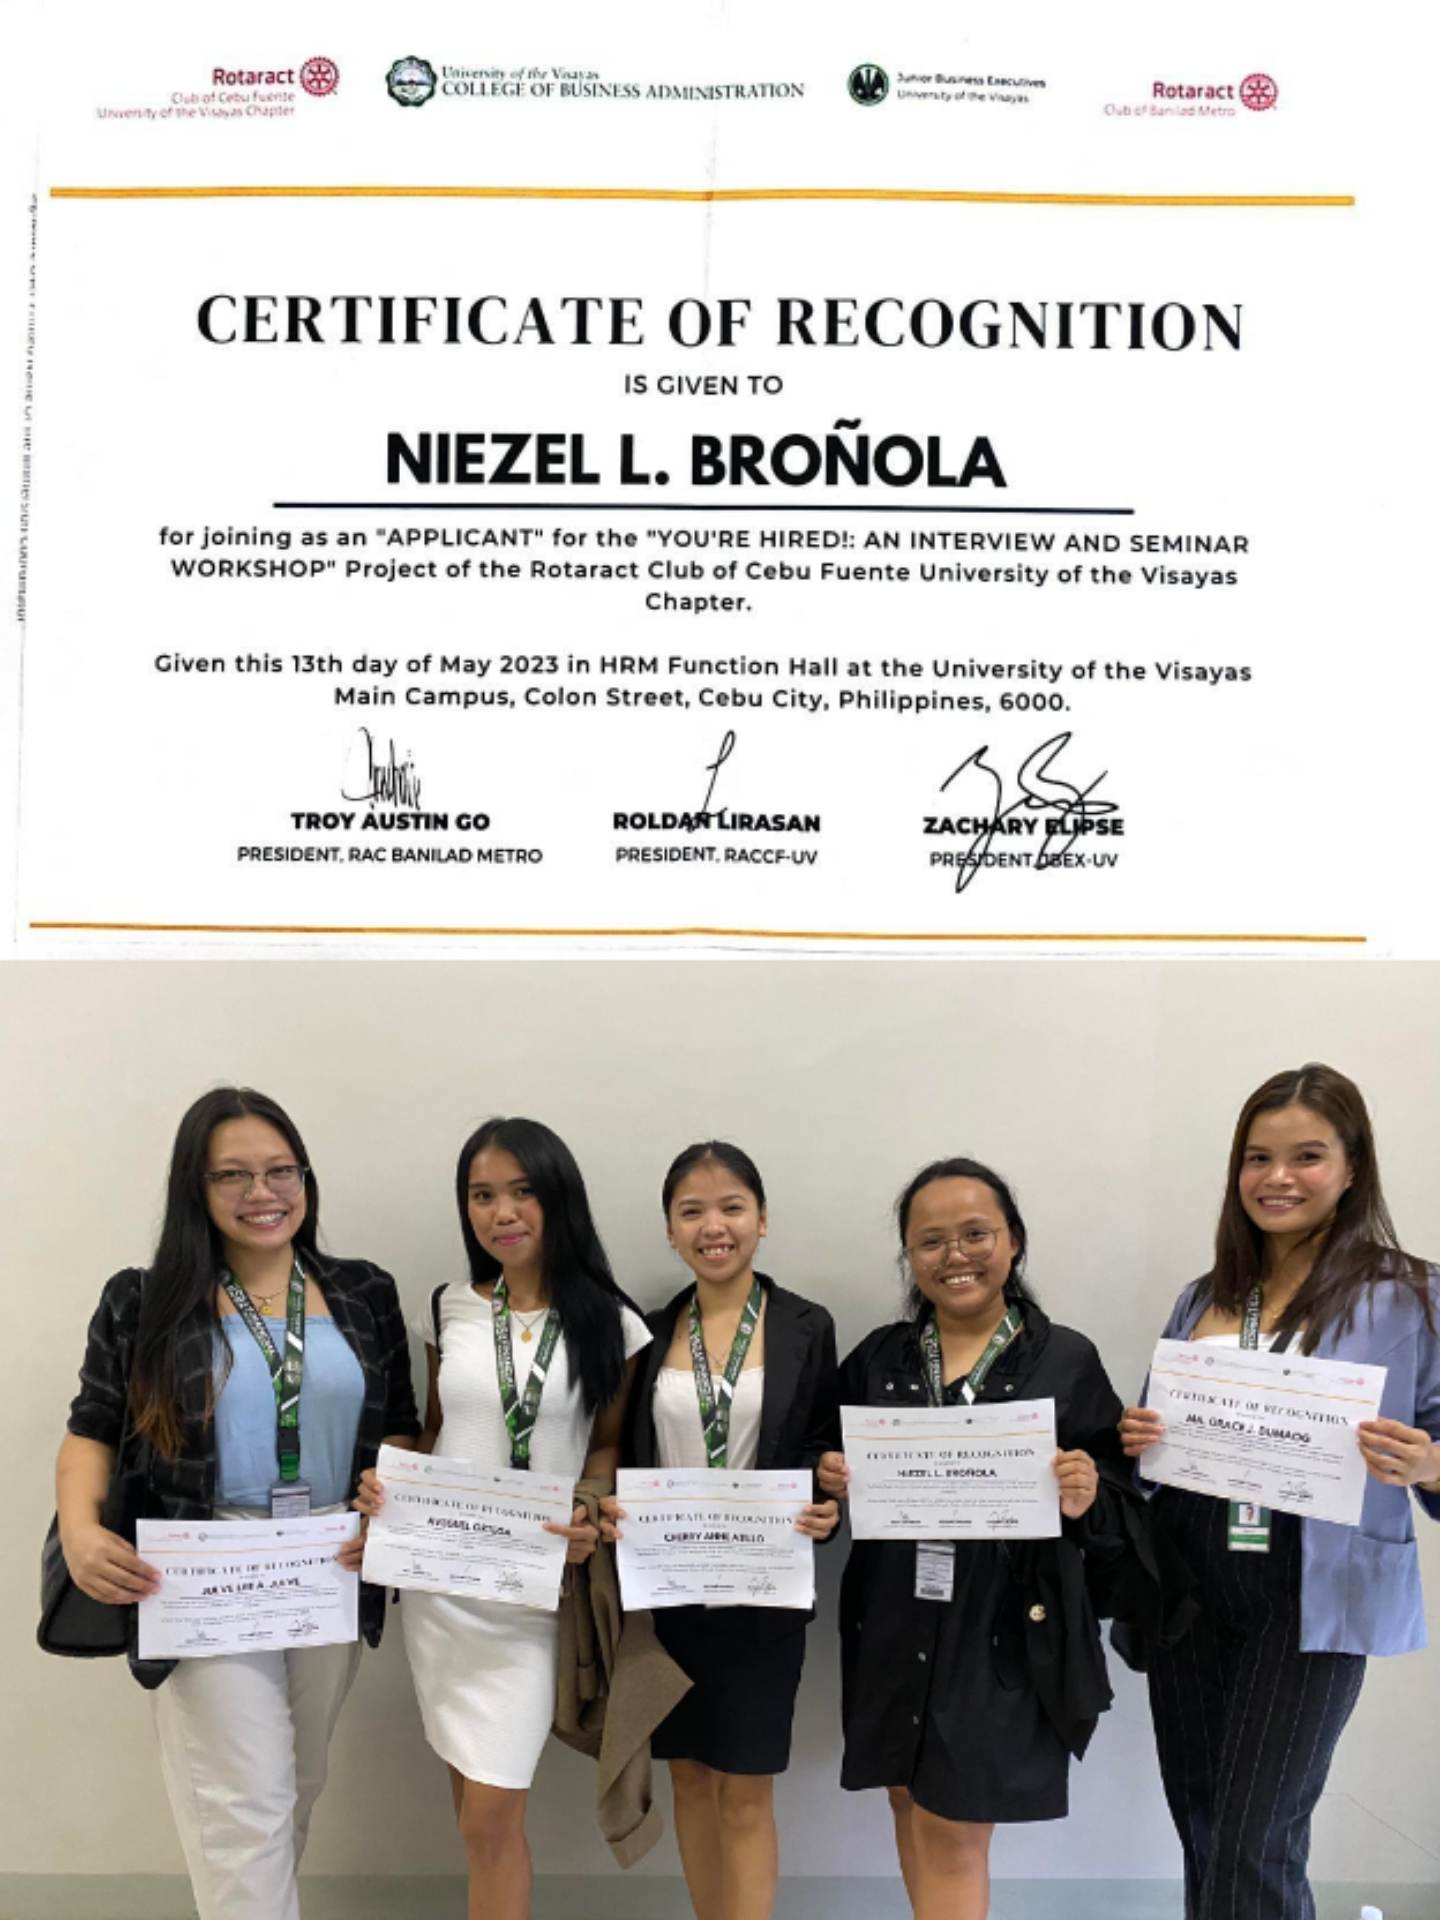 Rotaract
Club of Cebu Fuente
University of the Visayas Chapter
University of the Visayas
COLLEGE OF BUSINESS ADMINISTRATION
Junior Business Executives
University of the Visayas
Rotaract
Club of Banilad Metro
CERTIFICATE OF RECOGNITION
IS GIVEN TO
NIEZEL L. BROÑOLA
for joining as an "APPLICANT" for the "YOU'RE HIRED!: AN INTERVIEW AND SEMINAR
WORKSHOP" Project of the Rotaract Club of Cebu Fuente University of the Visayas
Chapter.
Given this 13th day of May 2023 in HRM Function Hall at the University of the Visayas
Main Campus, Colon Street, Cebu City, Philippines, 6000.
TROY AUSTIN GO
PRESIDENT, RAC BANILAD METRO
ROLDAN LIRASAN
PRESIDENT, RACCF-UV
ZACHARY ELIPSE
PRESIDENT, JBEX-UV
CERTIFICATE OF RECOGNITION
CERTIFICATE OF RECOGNITION
CERTIFICATE OF RECOGNITION
CHERRY ANNE
CERTIFICATE OF RECOGNITION
NIEZEL L. BROÑOLA
CERTIFICATE OF RECOGNITION
MA. GRACE J. DUMAOG